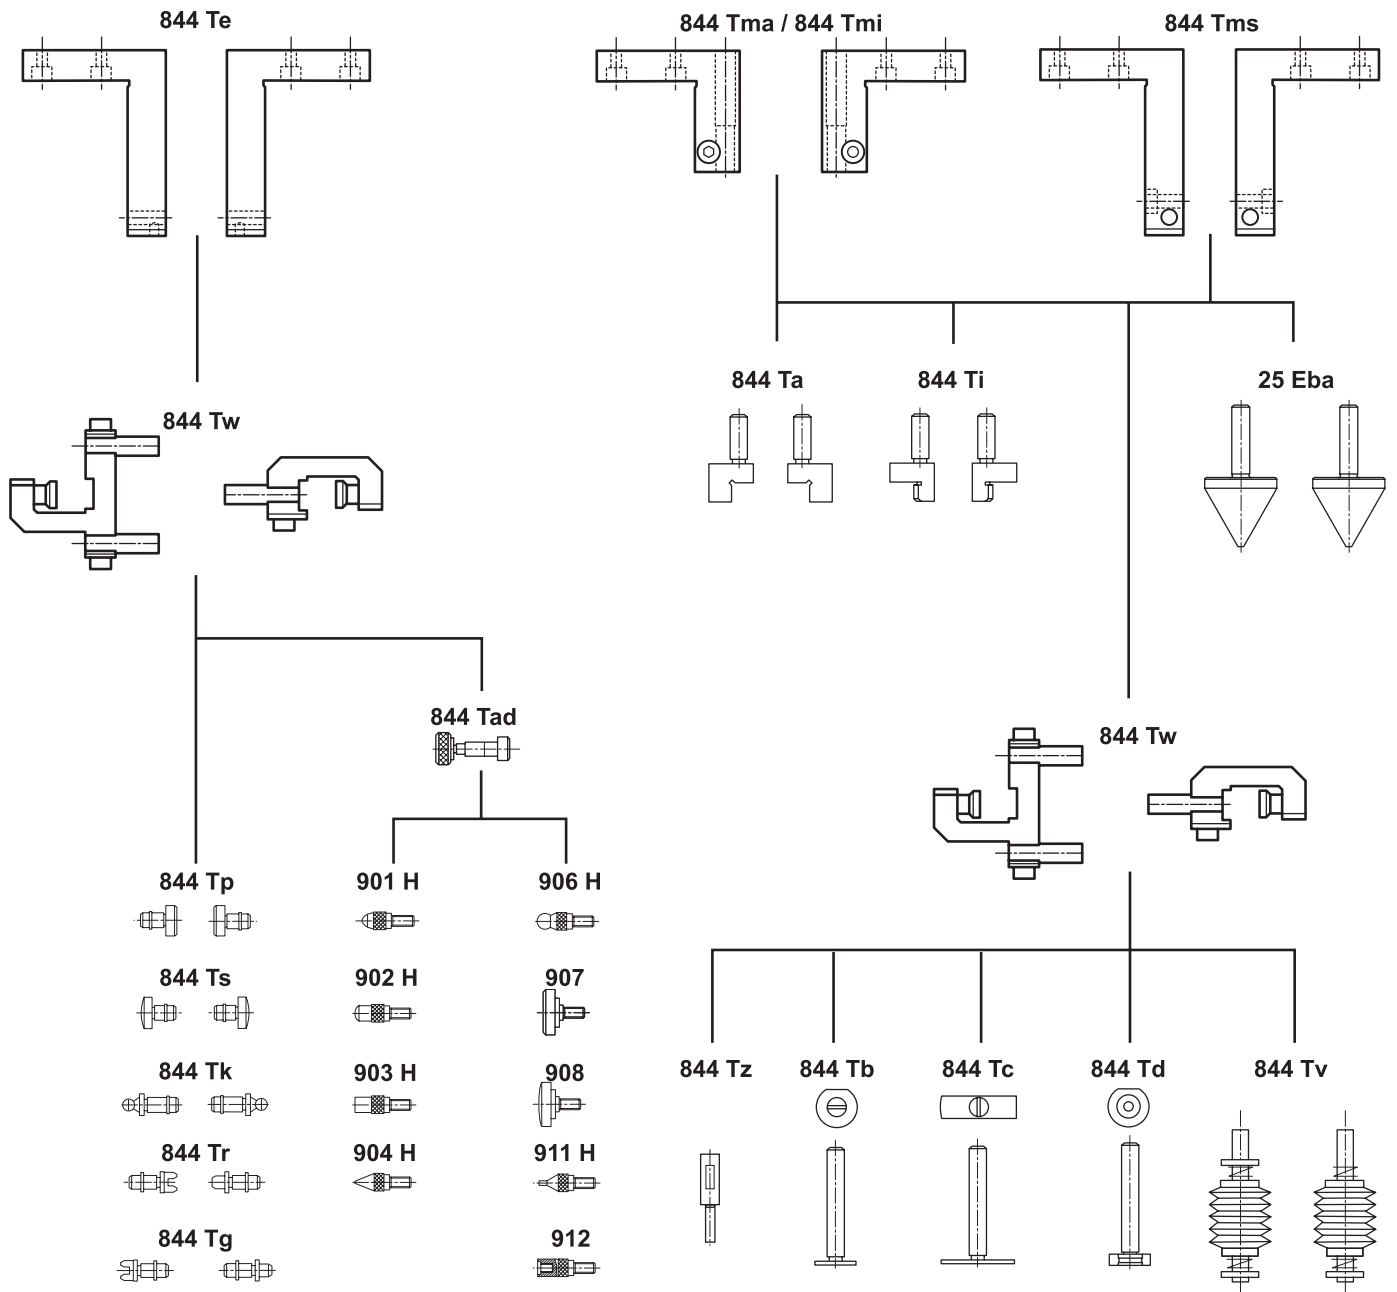 844 Te
844 Tma / 844 Tmi
844 Tms
844 Ta
844 Ti
25 Eba
844 Tw
844 Tad
844 Tw
844 Tp
901 H
906 H
844 Ts
902 H
907
844 Tk
903 H
908
844 Tr
904 H
911 H
844 Tg
912
844 Tz
844 Tb
844 Tc
844 Td
844 Tv